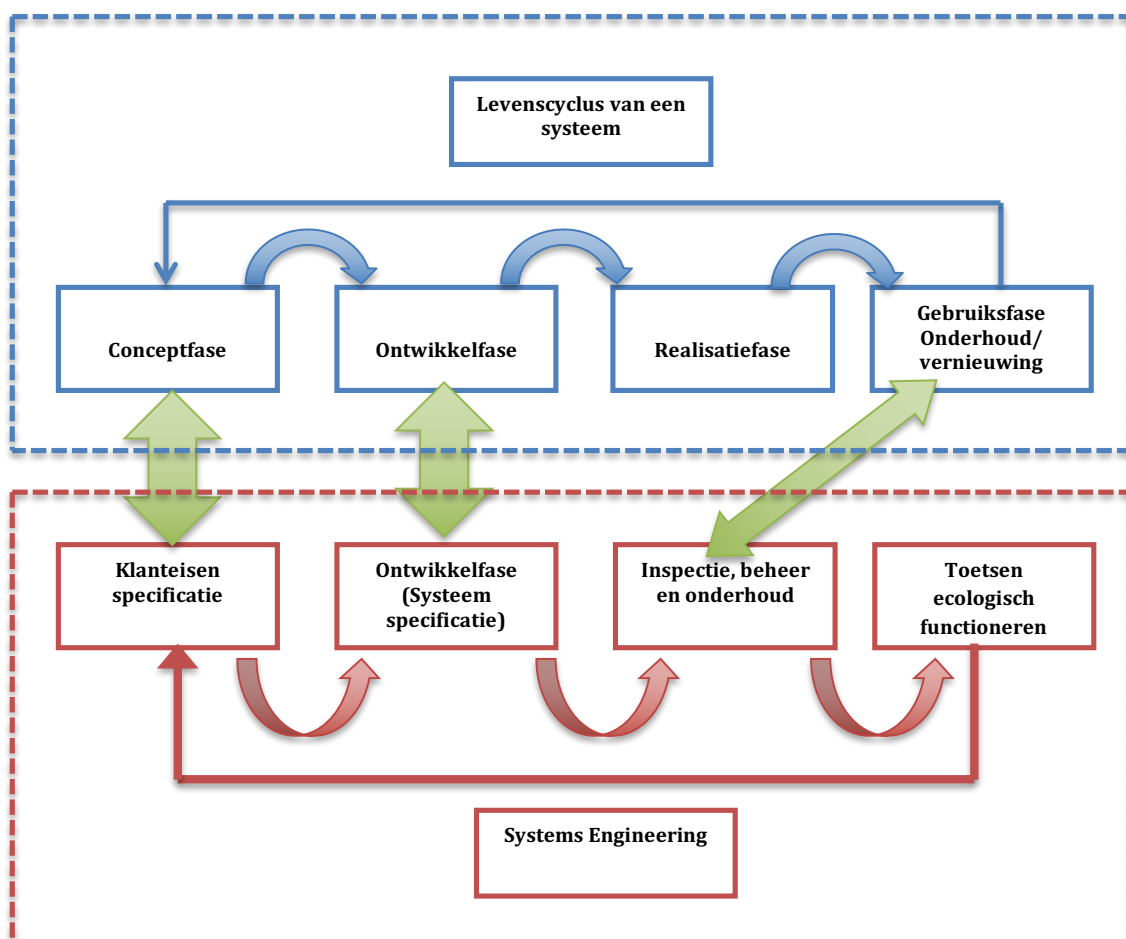 Levenscyclus van een
systeem
Conceptfase
Ontwikkelfase
Realisatiefase
Gebruiksfase
Onderhoud/
vernieuwing
Klanteisen
specificatie
Ontwikkelfase
(Systeem
specificatie)
Inspectie, beheer
en onderhoud
Toetsen
ecologisch
functioneren
Systems Engineering